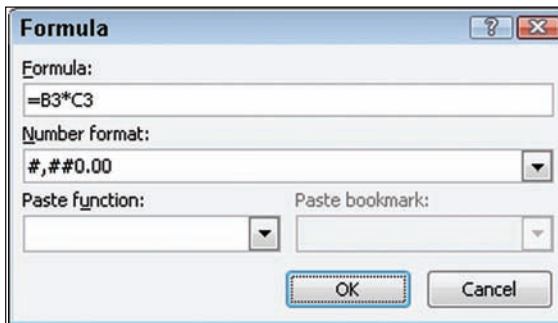 Formula
Formula:
=B3*C3
Number format:
#,##0.00
Paste function: Paste bookmark:
OK Cancel